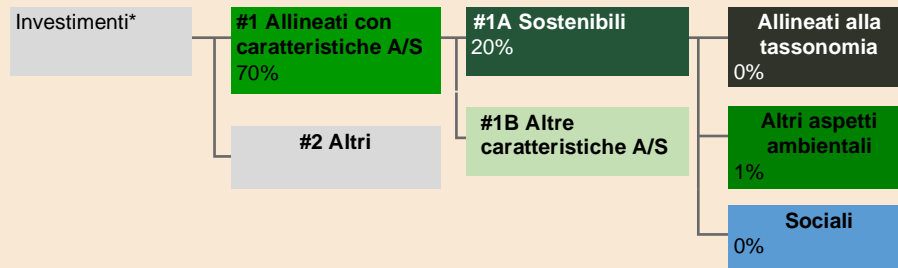 Investimenti*
#1 Allineati con
caratteristiche A/S
70%
#2 Altri
#1A Sostenibili
20%
#1B Altre
caratteristiche A/S
Allineati alla
tassonomia
0%
Altri aspetti
ambientali
1%
Sociali
0%